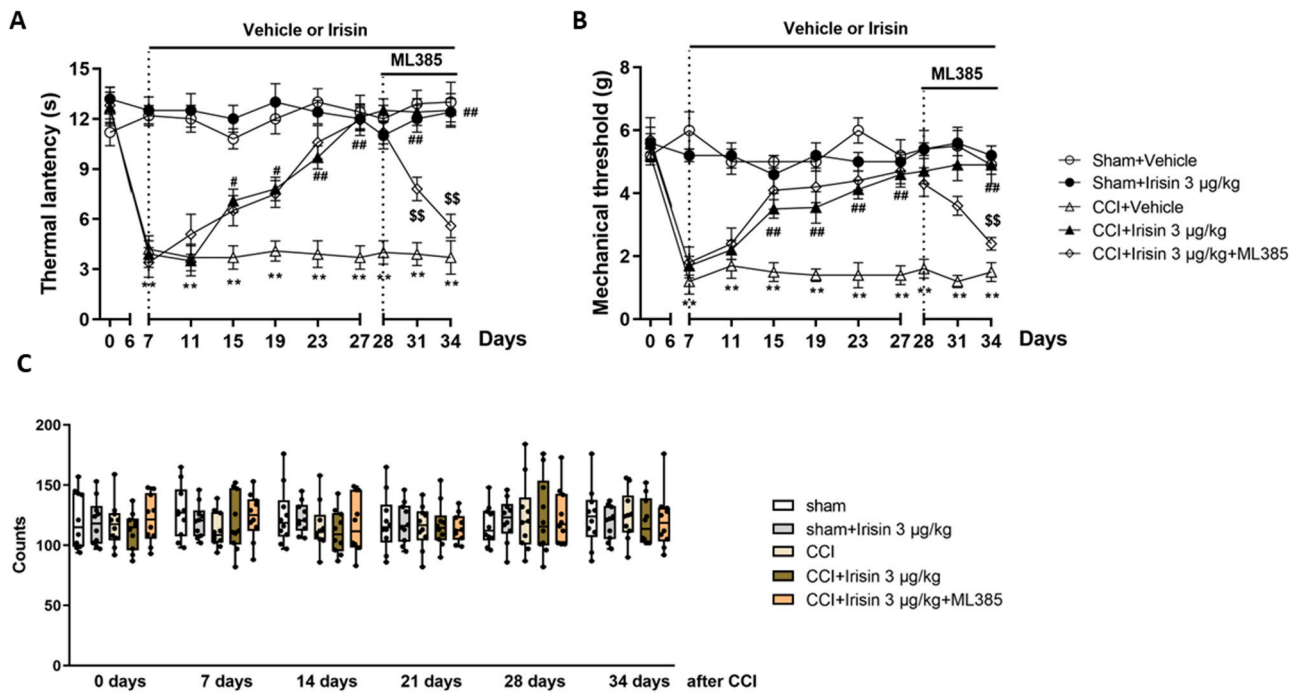 A
Vehicle or Irisin
ML385
Thermal lantency (s)
15
12
9
6
3
0
##
# # ## ## ##
$$ $$
** ** ** ** ** ** ** ** **
0 6 7 11 15 19 23 27 28 31 34 Days
B
Vehicle or Irisin
ML385
Mechanical threshold (g)
8
6
4
2
0
## ## ## ## ##
$$
** ** ** ** ** ** ** ** **
0 6 7 11 15 19 23 27 28 31 34 Days
Sham+Vehicle
Sham+Irisin 3 μg/kg
CCI+Vehicle
CCI+Irisin 3 μg/kg
CCI+Irisin 3 μg/kg+ML385
C
Counts
200
150
100
50
0
0 days 7 days 14 days 21 days 28 days 34 days after CCI
sham
sham+Irisin 3 μg/kg
CCI
CCI+Irisin 3 μg/kg
CCI+Irisin 3 μg/kg+ML385